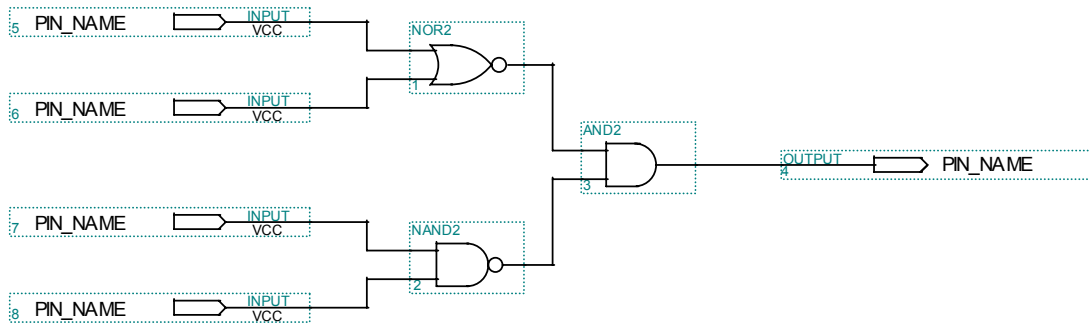 5 PIN_NAME INPUT
VCC
NOR2
1
6 PIN_NAME INPUT
VCC
AND2
3
OUTPUT
4 PIN_NAME
7 PIN_NAME INPUT
VCC
NAND2
2
8 PIN_NAME INPUT
VCC